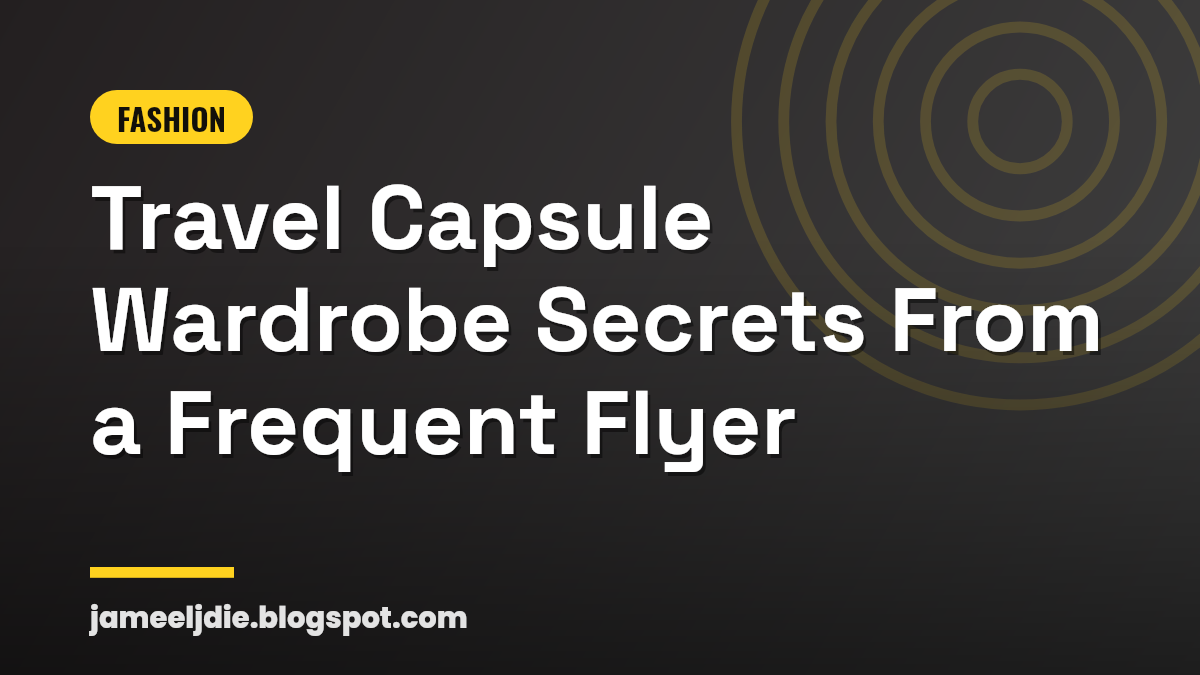 FASHION
Travel Capsule
Wardrobe Secrets From
a Frequent Flyer
jameeljdie.blogspot.com